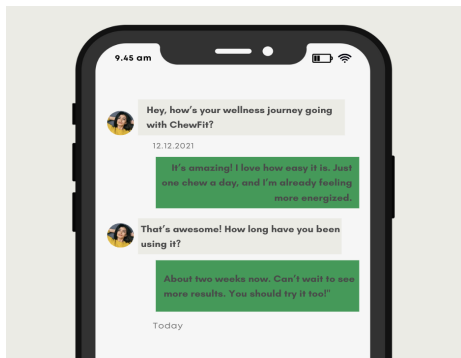 9.45 am
Hey, how's your wellness journey going
with ChewFit?
12.12.2021
It's amazing! I love how easy it is. Just
one chew a day, and I'm already feeling
more energized.
That's awesome! How long have you been
using it?
About two weeks now. Can't wait to see
more results. You should try it too!"
Today